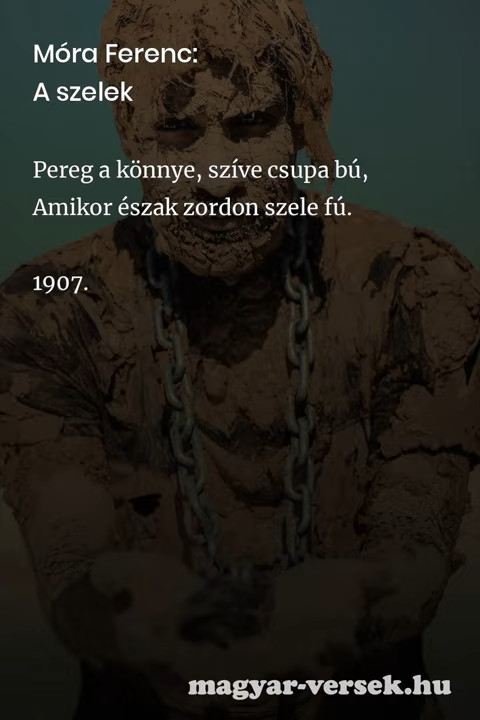 Móra Ferenc:
A szelek
Pereg a könnye, szíve csupa bú,
Amikor észak zordon szele fú.
1907.
magyar-versek.hu